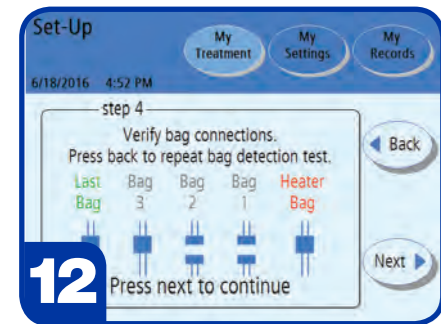 Set-Up
My Treatment
My Settings
My Records
6/18/2016 4:52 PM
step 4
Verify bag connections.
Press back to repeat bag detection test.
Back
Last Bag Bag Bag Heater
Bag 3 2 1 Bag
Next
Press next to continue
12